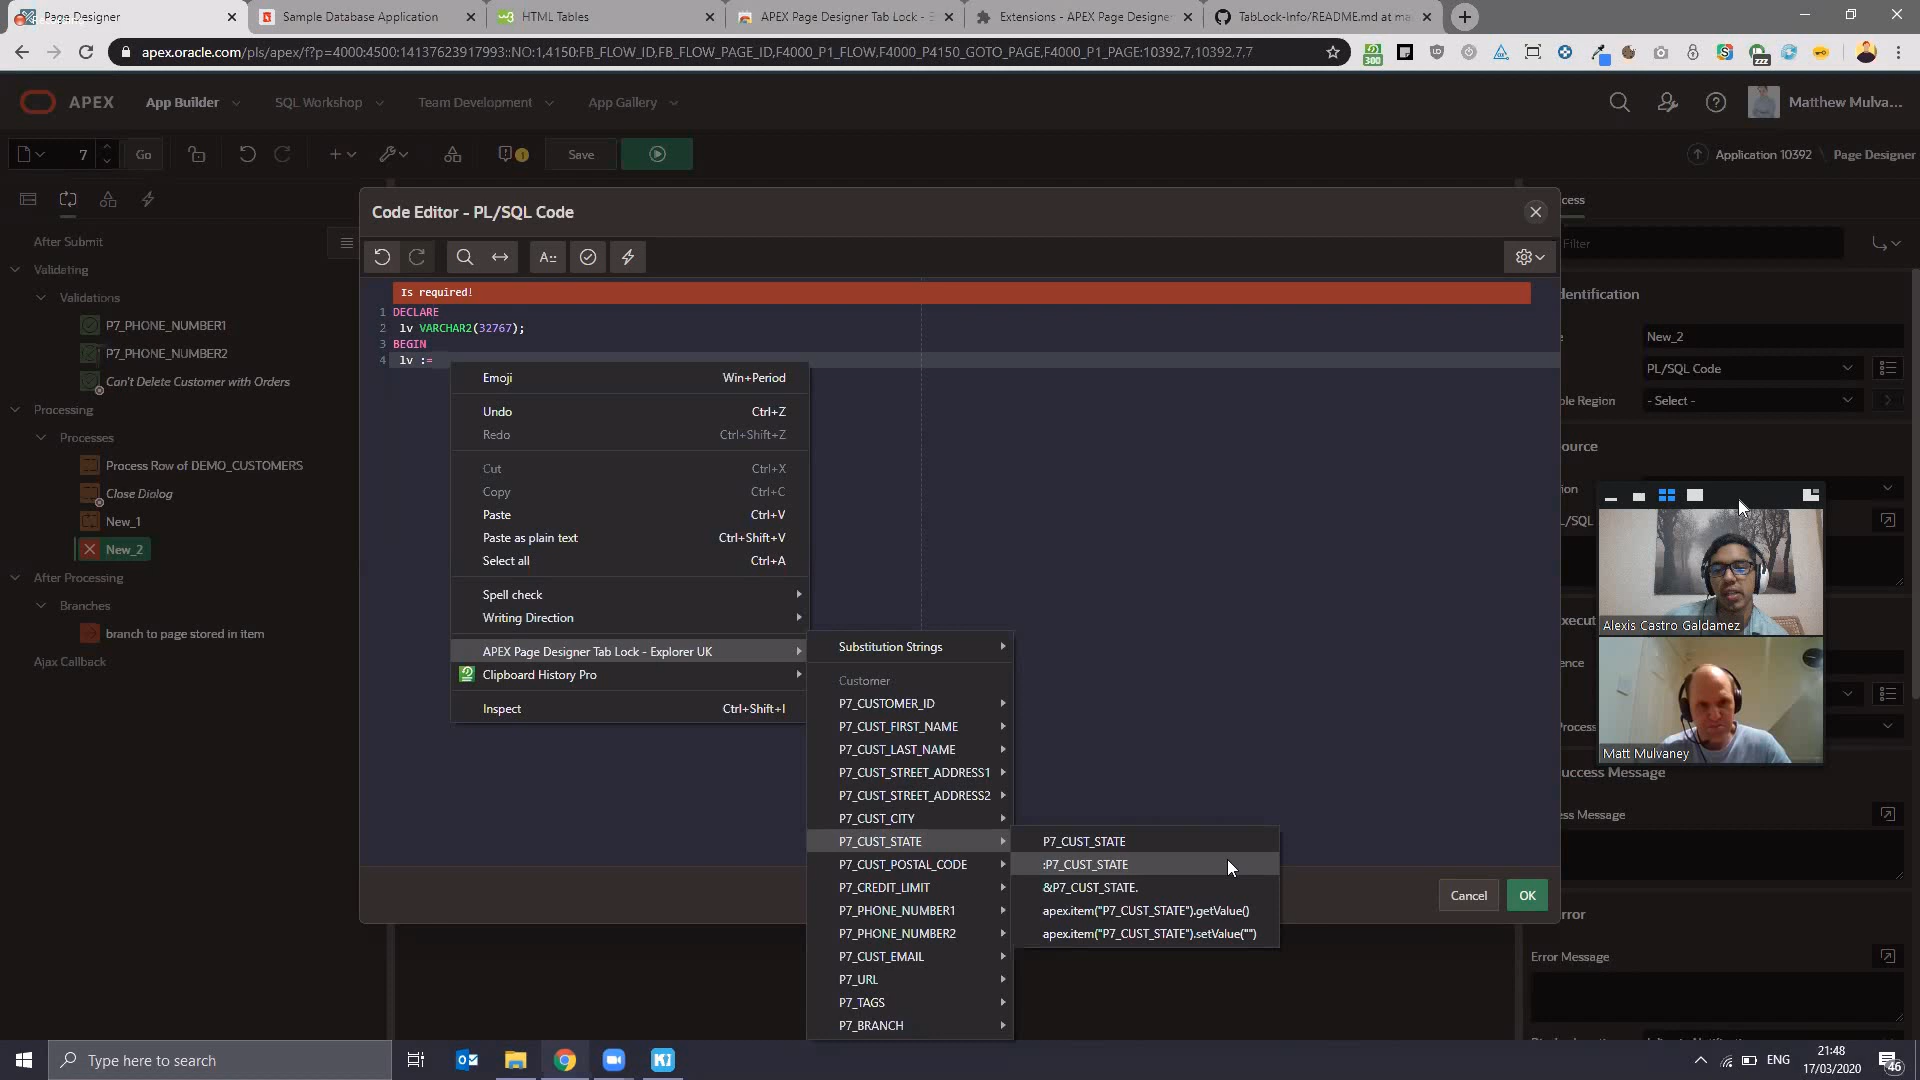 Page Designer
Sample Database Application
HTML Tables
APEX Page Designer Tab Lock - E
Extensions - APEX Page Designer
TabLock-Info/README.md at ma
apex.oracle.com/pls/apex/f?p=4000:4500:14137623917993::NO:1,4150:FB_FLOW_ID,FB_FLOW_PAGE_ID,F4000_P1_FLOW,F4000_P4150_GOTO_PAGE,F4000_P1_PAGE:10392,7,10392,7,7
300
zzz
APEX
App Builder
SQL Workshop
Team Development
App Gallery
Matthew Mulva...
7
Go
Save
Application 10392 \ Page Designer
After Submit
Validating
Validations
P7_PHONE_NUMBER1
P7_PHONE_NUMBER2
Can't Delete Customer with Orders
Processing
Processes
Process Row of DEMO_CUSTOMERS
Close Dialog
New_1
New_2
After Processing
Branches
branch to page stored in item
Ajax Callback
Code Editor - PL/SQL Code
Is required!
1 DECLARE
2 lv VARCHAR2(32767);
3 BEGIN
4 lv :=
Emoji Win+Period
Undo Ctrl+Z
Redo Ctrl+Shift+Z
Cut Ctrl+X
Copy Ctrl+C
Paste Ctrl+V
Paste as plain text Ctrl+Shift+V
Select all Ctrl+A
Spell check
Writing Direction
APEX Page Designer Tab Lock - Explorer UK
Clipboard History Pro
Inspect Ctrl+Shift+I
Substitution Strings
Customer
P7_CUSTOMER_ID
P7_CUST_FIRST_NAME
P7_CUST_LAST_NAME
P7_CUST_STREET_ADDRESS1
P7_CUST_STREET_ADDRESS2
P7_CUST_CITY
P7_CUST_STATE
P7_CUST_POSTAL_CODE
P7_CREDIT_LIMIT
P7_PHONE_NUMBER1
P7_PHONE_NUMBER2
P7_CUST_EMAIL
P7_URL
P7_TAGS
P7_BRANCH
P7_CUST_STATE
:P7_CUST_STATE
&P7_CUST_STATE.
apex.item("P7_CUST_STATE").getValue()
apex.item("P7_CUST_STATE").setValue("")
Cancel
OK
cess
Filter
dentification
New_2
PL/SQL Code
ble Region
- Select -
ource
ion
/SQL
xecut
ence
Process
uccess Message
ss Message
rror
Error Message
Alexis Castro Galdamez
Matt Mulvaney
Type here to search
ENG
21:48
17/03/2020
46